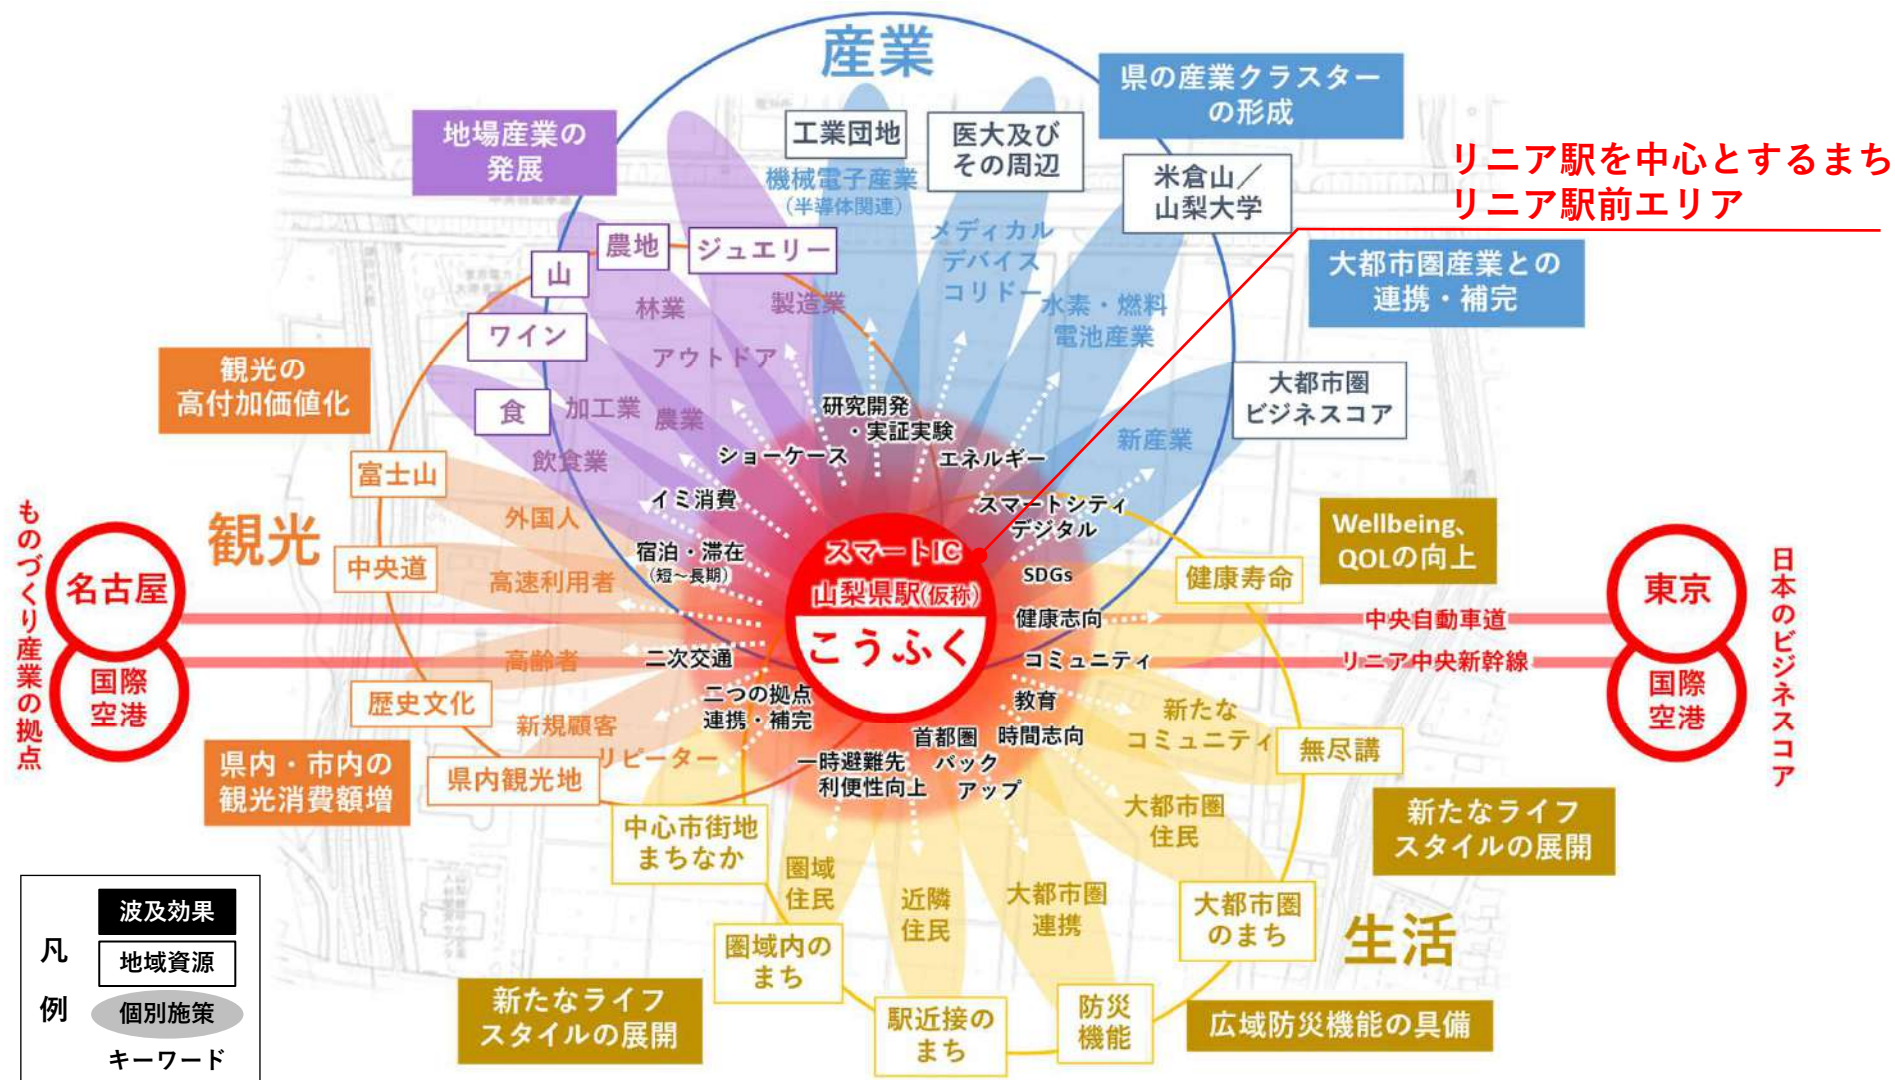 産業
県の産業クラスター
の形成
地場産業の
発展
工業団地
機械電子産業
（半導体関連）
医大及び
その周辺
米倉山／
山梨大学
リニア駅を中心とするまち
リニア駅前エリア
大都市圏産業との
連携・補完
農地
ジュエリー
山
林業
製造業
メディカル
デバイス
コリドー
水素・燃料
電池産業
ワイン
アウトドア
観光の
高付加価値化
食
加工業
農業
飲食業
研究開発
・実証実験
ショーケース
エネルギー
新産業
大都市圏
ビジネスコア
富士山
外国人
イミ消費
スマートシティ
デジタル
Wellbeing、
QOLの向上
観光
中央道
高速利用者
宿泊・滞在
（短～長期）
スマートIC
山梨県駅(仮称)
こうふく
SDGs
健康志向
健康寿命
ものづくり産業の拠点
名古屋
国際
空港
中央自動車道
リニア中央新幹線
東京
国際
空港
日本のビジネスコア
高齢者
二次交通
コミュニティ
二つの拠点
連携・補完
教育
時間志向
新たな
コミュニティ
無尽講
歴史文化
新規顧客
リピーター
県内観光地
県内・市内の
観光消費額増
一時避難先
利便性向上
首都圏
バック
アップ
大都市圏
住民
新たなライフ
スタイルの展開
中心市街地
まちなか
圏域
住民
近隣
住民
大都市圏
連携
大都市圏
のまち
生活
圏域内の
まち
新たなライフ
スタイルの展開
駅近接の
まち
防災
機能
広域防災機能の具備
凡例
波及効果
地域資源
個別施策
キーワード